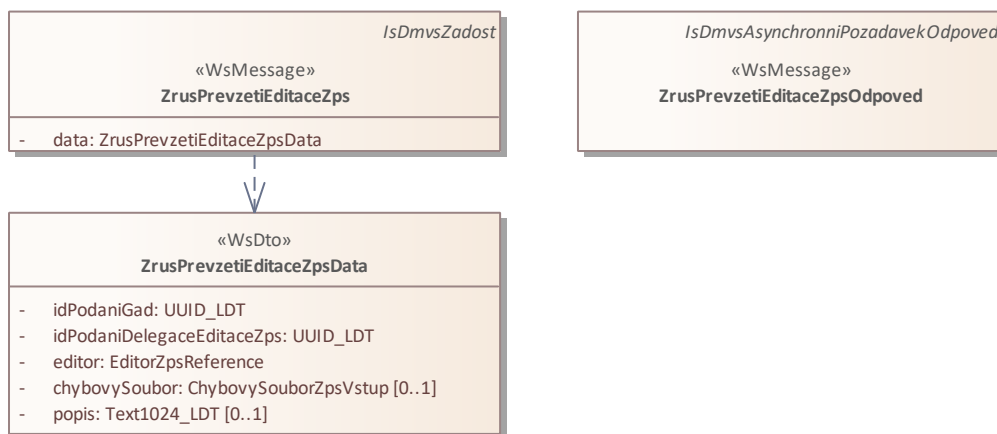 IsDmvsZadost
«WsMessage»
ZrusPrevzetiEditaceZps
- data: ZrusPrevzetiEditaceZpsData
IsDmvsAsynchronniPozadavekOdpoved
«WsMessage»
ZrusPrevzetiEditaceZpsOdpoved
«WsDto»
ZrusPrevzetiEditaceZpsData
- idPodaniGad: UUID_LDT
- idPodaniDelegaceEditaceZps: UUID_LDT
- editor: EditorZpsReference
- chybovySoubor: ChybovySouborZpsVstup [0..1]
- popis: Text1024_LDT [0..1]